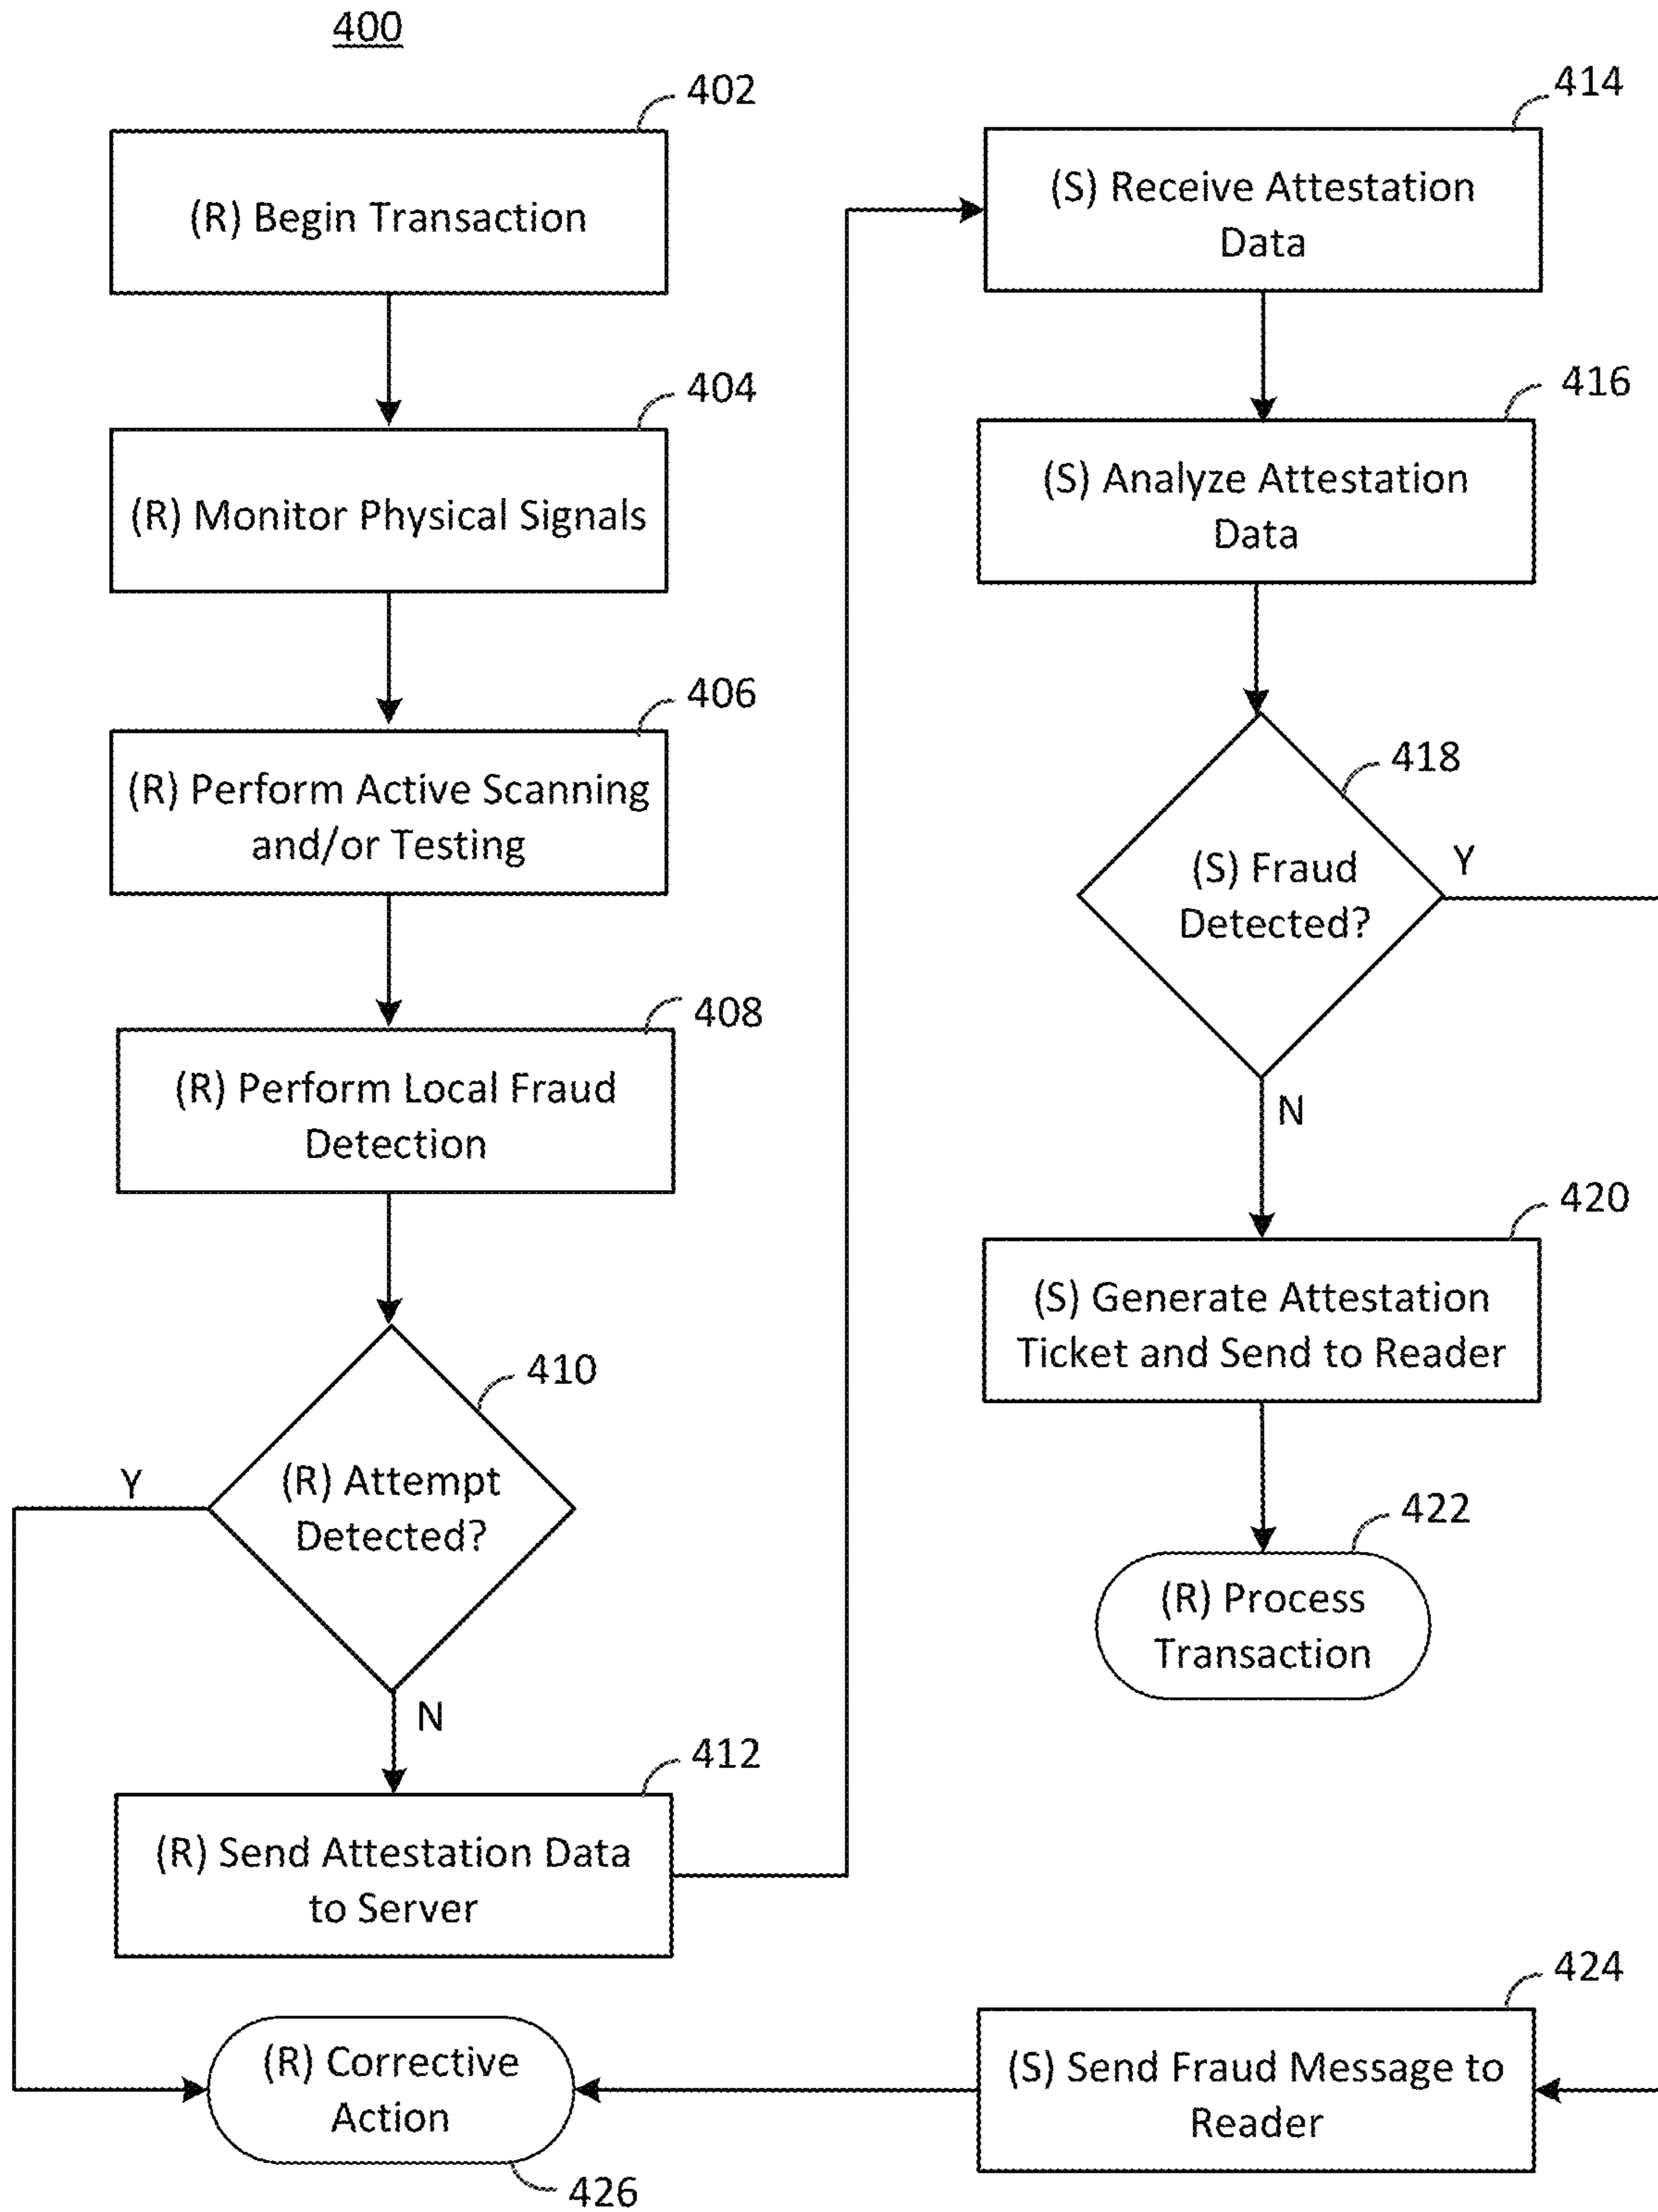 400
402
(R) Begin Transaction
404
(R) Monitor Physical Signals
406
(R) Perform Active Scanning
and/or Testing
408
(R) Perform Local Fraud
Detection
410
(R) Attempt
Detected?
Y
N
412
(R) Send Attestation Data
to Server
414
(S) Receive Attestation
Data
416
(S) Analyze Attestation
Data
418
(S) Fraud
Detected?
Y
N
420
(S) Generate Attestation
Ticket and Send to Reader
422
(R) Process
Transaction
424
(S) Send Fraud Message to
Reader
(R) Corrective
Action
426